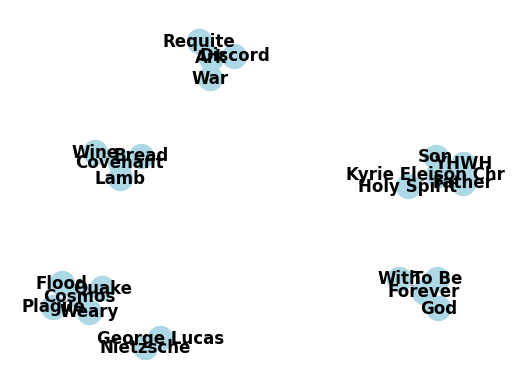 Requite
Ark
Discord
War
Wine
Bread
Covenant
Lamb
Son
YHWH
Kyrie Eleison Chr
Father
Holy Spirit
With
To Be
Forever
God
Flood
Quake
Cosmos
Plague
Weary
George Lucas
Nietzsche